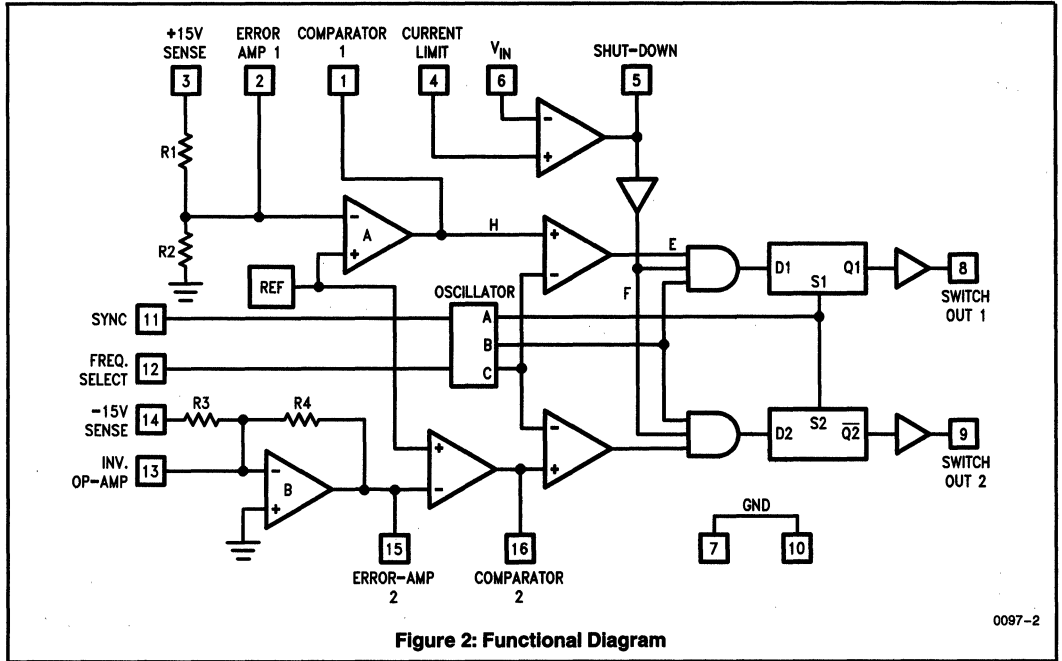 +15V SENSE
3
ERROR AMP 1
2
COMPARATOR 1
1
CURRENT LIMIT
4
VIN
6
SHUT-DOWN
5
R1
R2
-
+
A
H
REF
-
+
+
-
E
F
D1
S1
Q1
8
SWITCH OUT 1
OSCILLATOR
A
B
C
SYNC
11
FREQ. SELECT
12
-15V SENSE
14
R3
R4
INV. OP-AMP
13
-
+
B
+
-
-
+
D2
S2
Q2
9
SWITCH OUT 2
15
ERROR-AMP 2
16
COMPARATOR 2
GND
7
10
0097-2
Figure 2: Functional Diagram